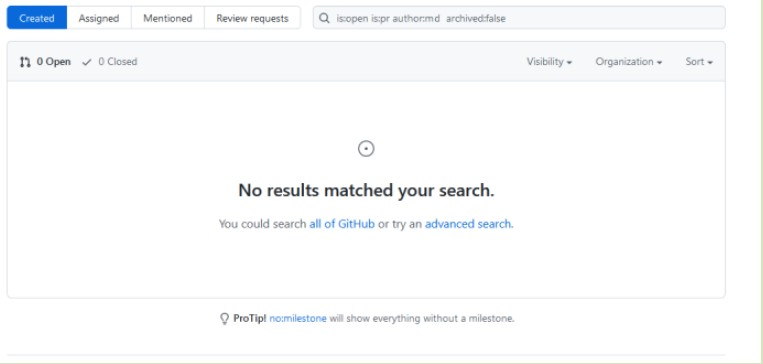 Created Assigned Mentioned Review requests is:open is:pr author:md archived:false
0 Open 0 Closed Visibility Organization Sort
No results matched your search.
You could search all of GitHub or try an advanced search.
ProTip! no:milestone will show everything without a milestone.